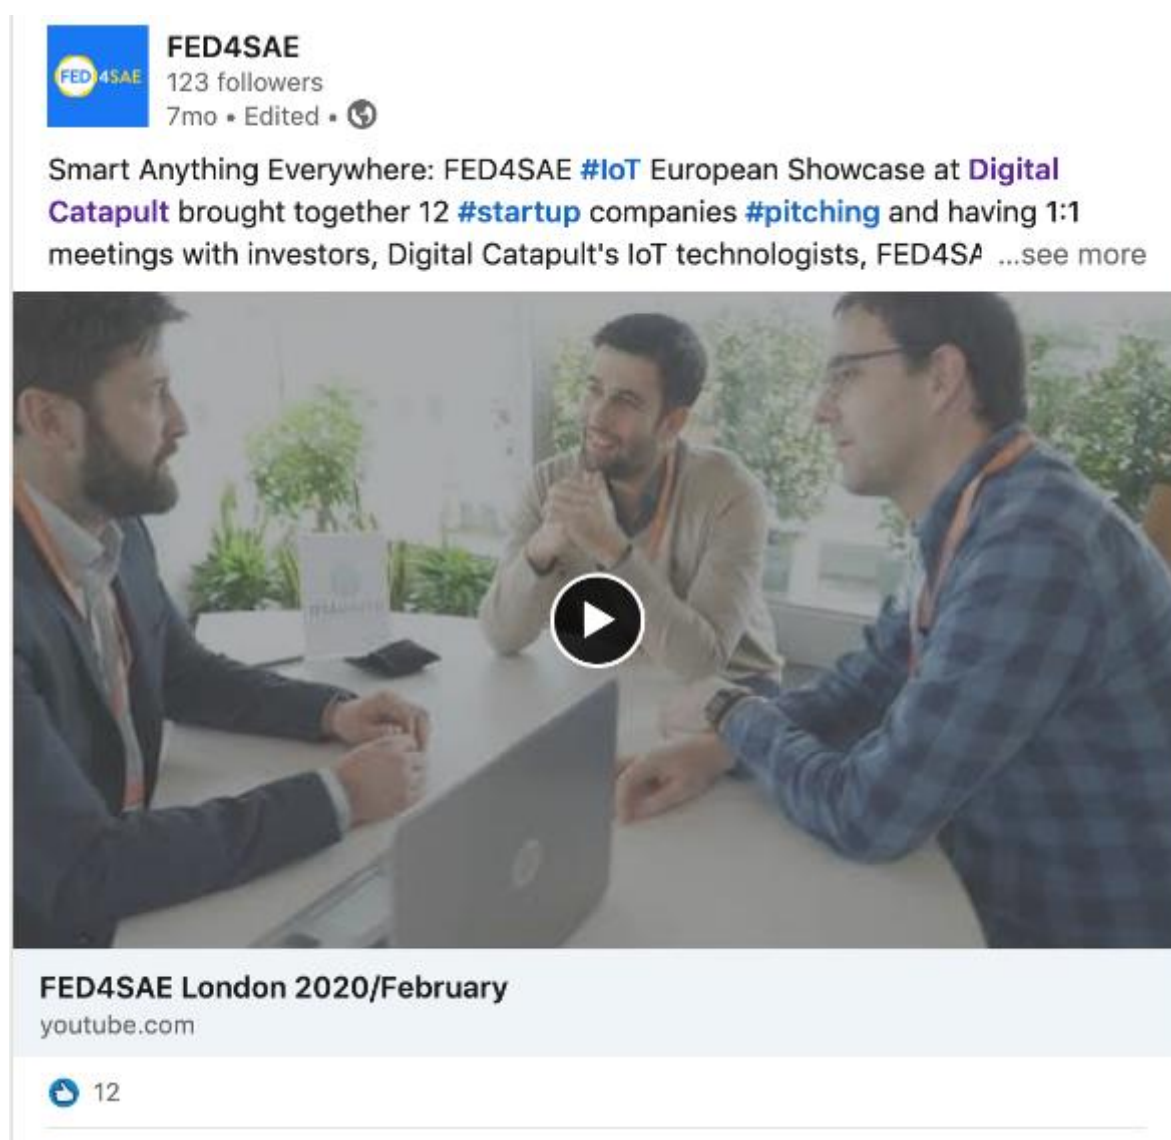 FED4SAE
FED4SAE
123 followers
7mo • Edited •
Smart Anything Everywhere: FED4SAE #IoT European Showcase at Digital
Catapult brought together 12 #startup companies #pitching and having 1:1
meetings with investors, Digital Catapult's IoT technologists, FED4SA ...see more
FED4SAE London 2020/February
youtube.com
12